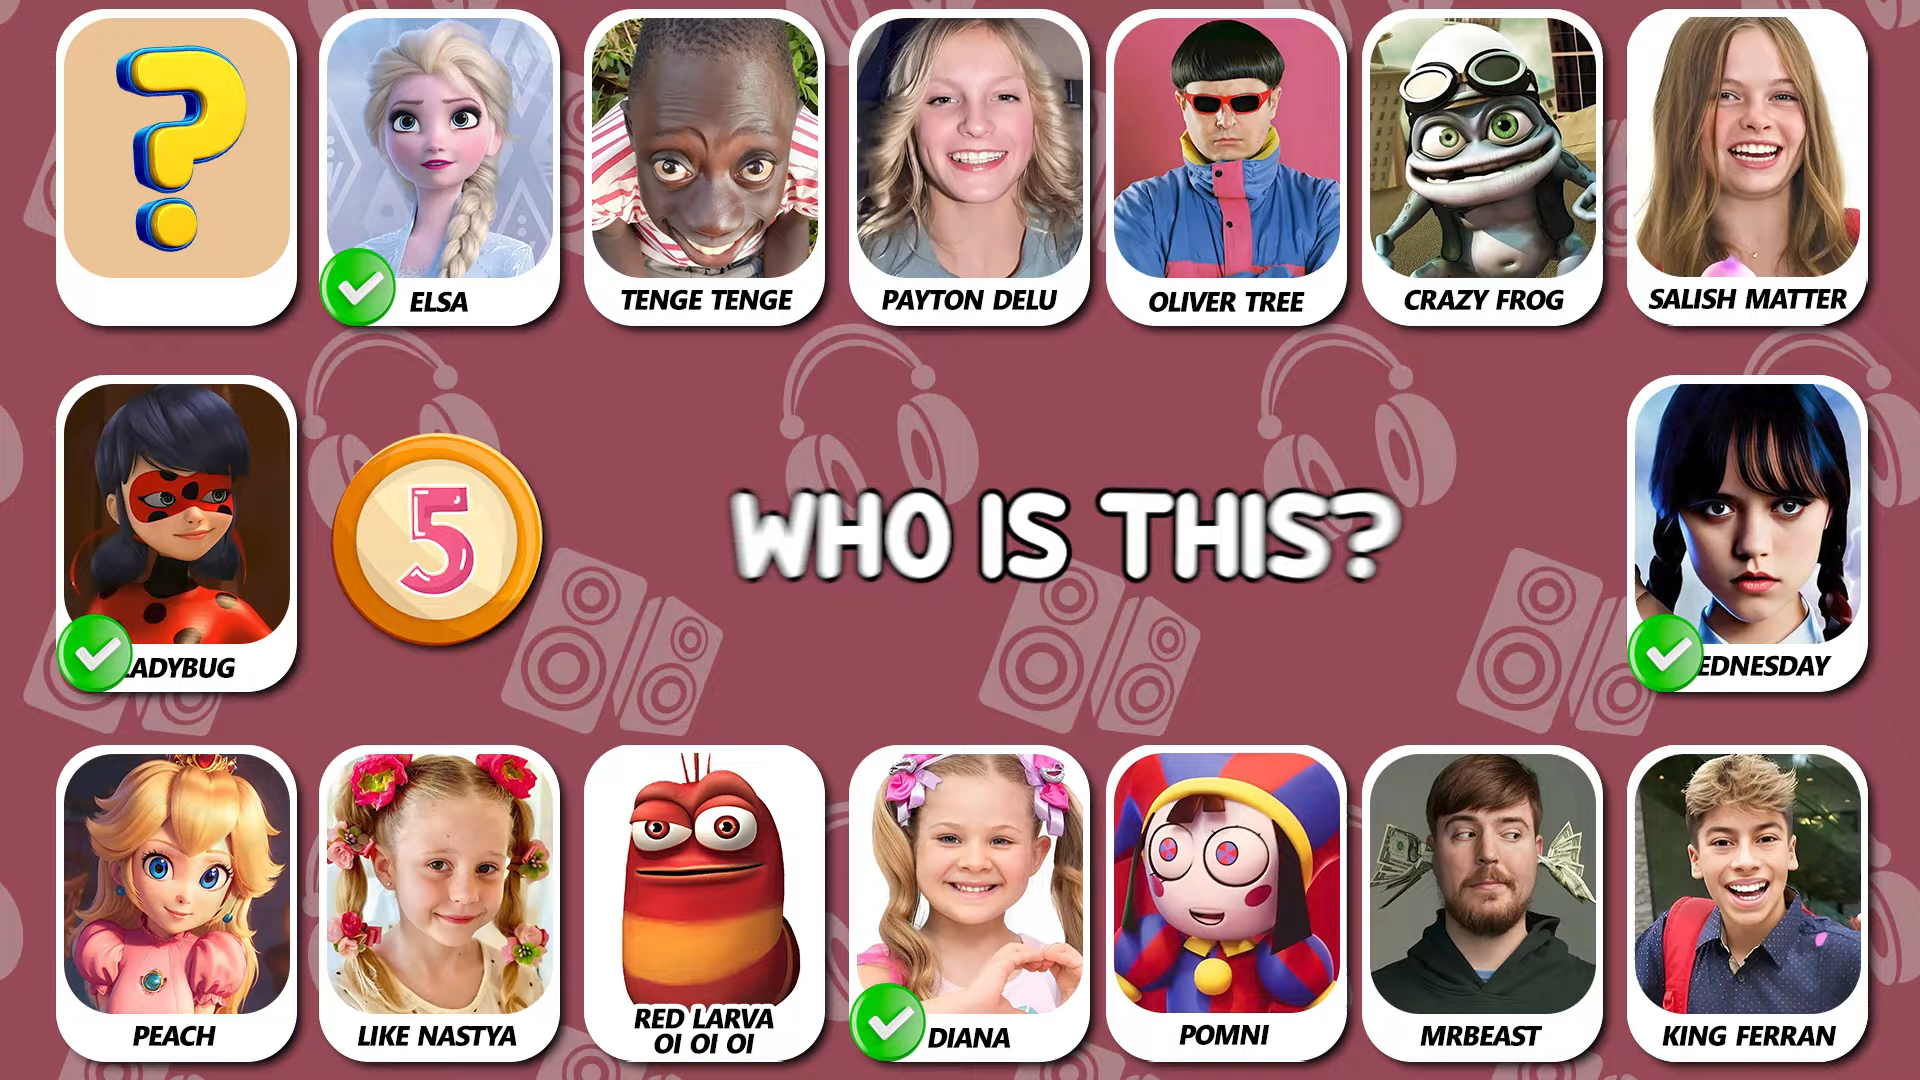 ELSA
TENGE TENGE
PAYTON DELU
OLIVER TREE
CRAZY FROG
SALISH MATTER
ADYBUG
5
WHO IS THIS?
EDNESDAY
PEACH
LIKE NASTYA
RED LARVA
OI OI OI
DIANA
POMNI
MRBEAST
KING FERRAN